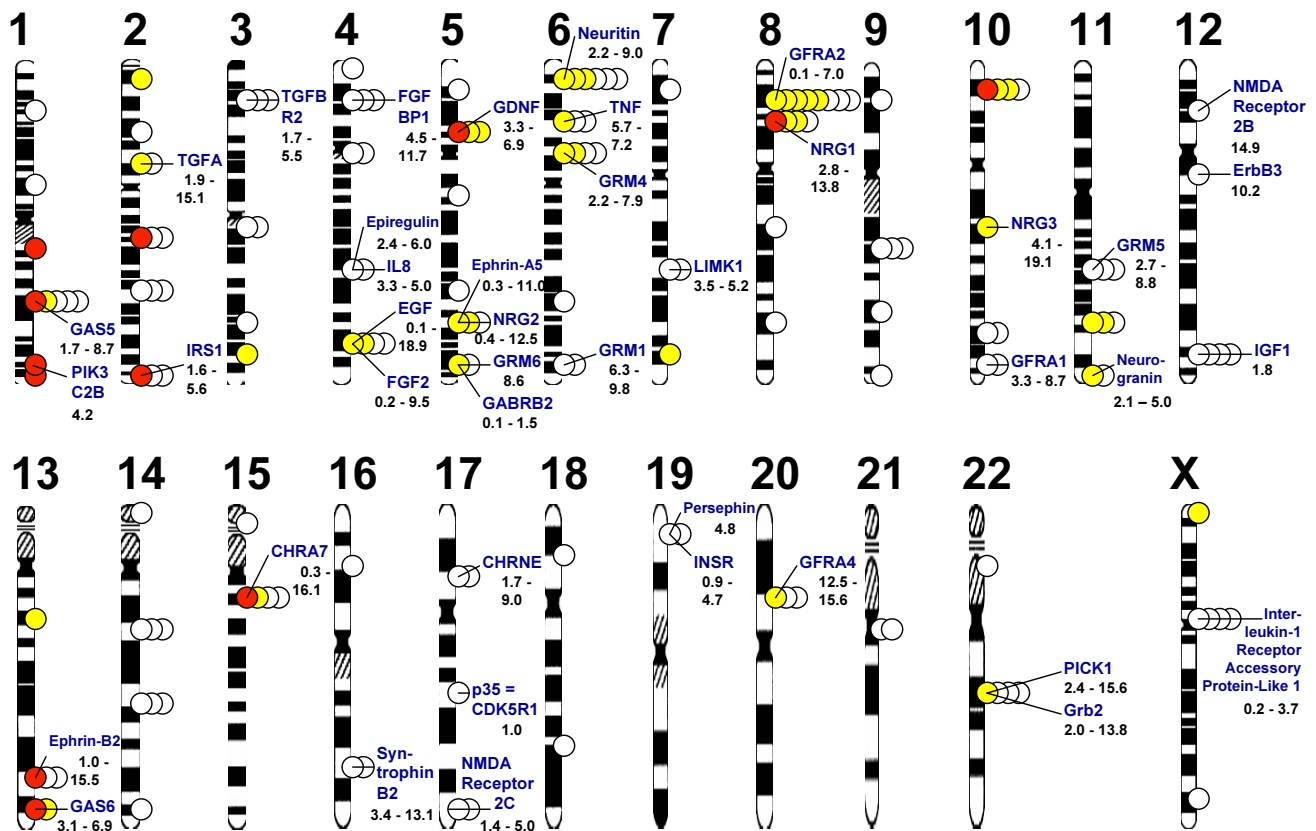 1 2 3 4 5 6 7 8 9 10 11 12
GAS5
1.7 - 8.7
PIK3
C2B
4.2
TGFA
1.9 -
15.1
IRS1
1.6 -
5.6
TGFB
R2
1.7 -
5.5
FGF
BP1
4.5 -
11.7
Epiregulin
2.4 - 6.0
IL8
3.3 - 5.0
EGF
0.1 -
18.9
FGF2
0.2 - 9.5
GDNF
3.3 -
6.9
Ephrin-A5
0.3 - 11.0
NRG2
0.4 - 12.5
GRM6
8.6
GABRB2
0.1 - 1.5
Neuritin
2.2 - 9.0
TNF
5.7 -
7.2
GRM4
2.2 - 7.9
GRM1
6.3 -
9.8
LIMK1
3.5 - 5.2
GFRA2
0.1 - 7.0
NRG1
2.8 -
13.8
NRG3
4.1 -
19.1
GFRA1
3.3 - 8.7
GRM5
2.7 -
8.8
Neuro-
granin
2.1 – 5.0
NMDA
Receptor
2B
14.9
ErbB3
10.2
IGF1
1.8
13 14 15 16 17 18 19 20 21 22 X
Ephrin-B2
1.0 -
15.5
GAS6
3.1 - 6.9
CHRA7
0.3 -
16.1
Syn-
trophin
B2
3.4 - 13.1
CHRNE
1.7 -
9.0
p35 =
CDK5R1
1.0
NMDA
Receptor
2C
1.4 - 5.0
Persephin
4.8
INSR
0.9 -
4.7
GFRA4
12.5 -
15.6
PICK1
2.4 - 15.6
Grb2
2.0 - 13.8
Inter-
leukin-1
Receptor
Accessory
Protein-Like 1
0.2 - 3.7